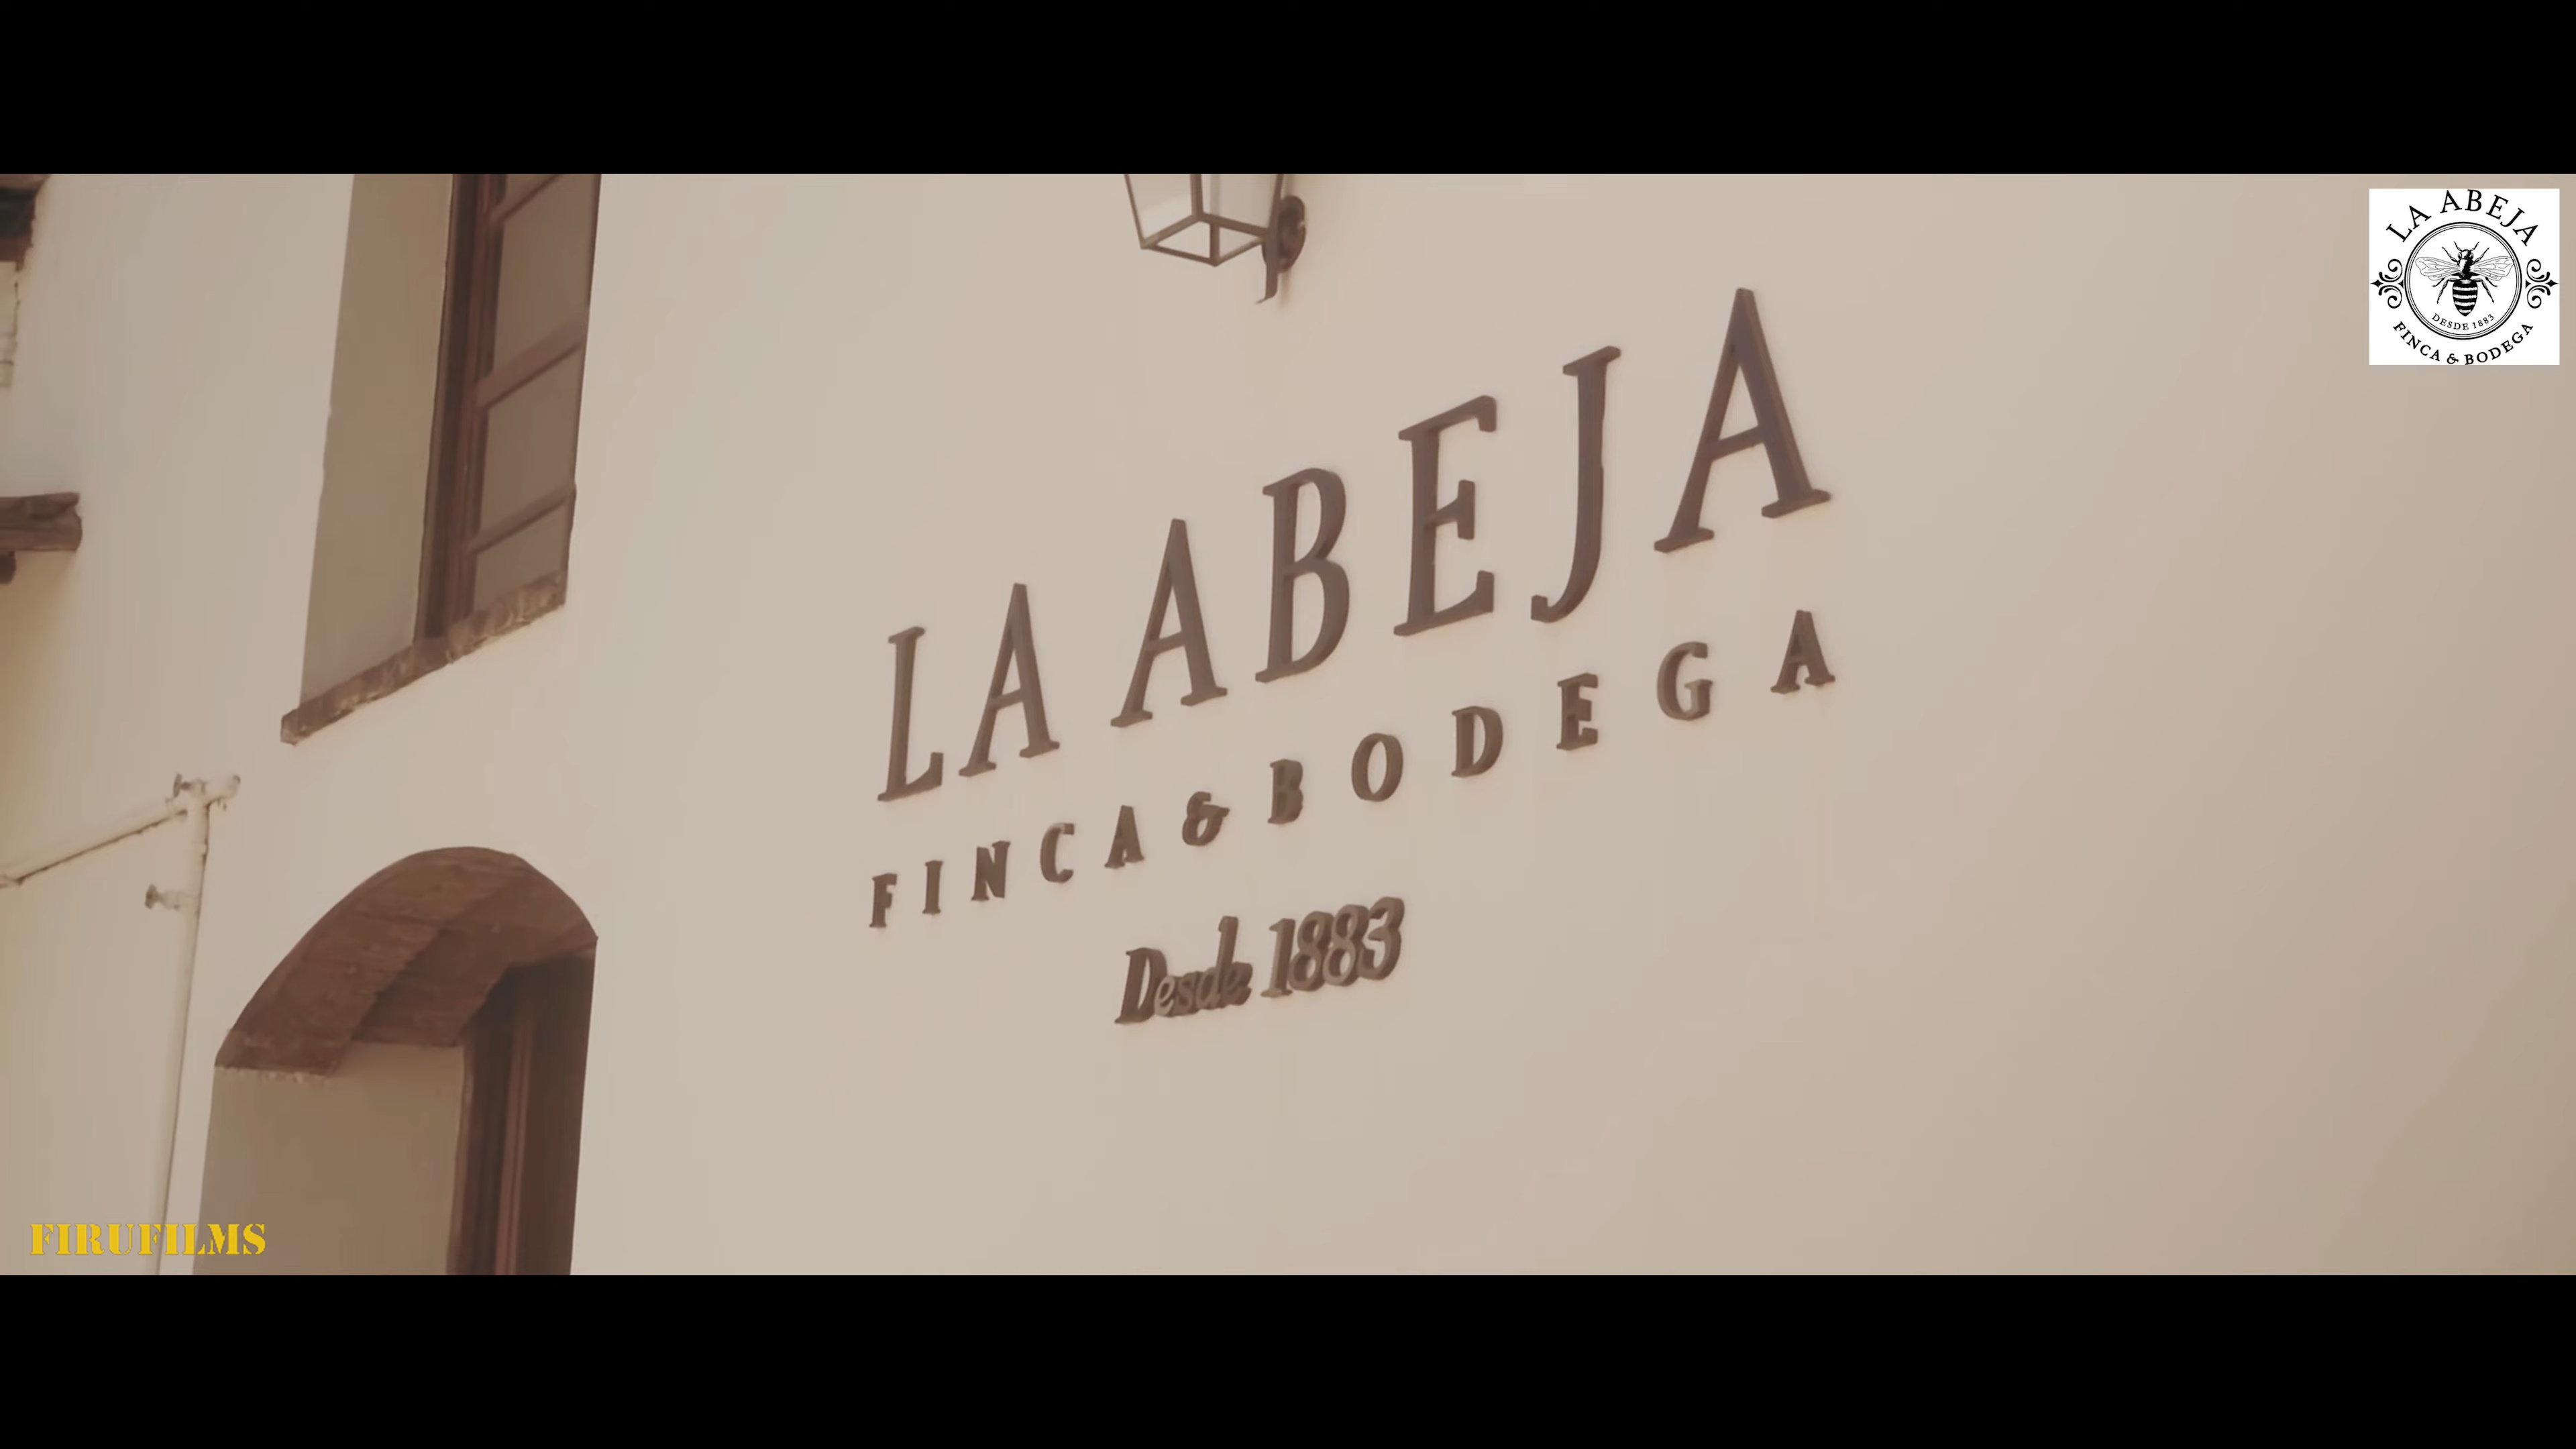 LA ABEJA
DESDE 1883
FINCA & BODEGA
LA ABEJA
FINCA & BODEGA
Desde 1883
FIRUFILMS